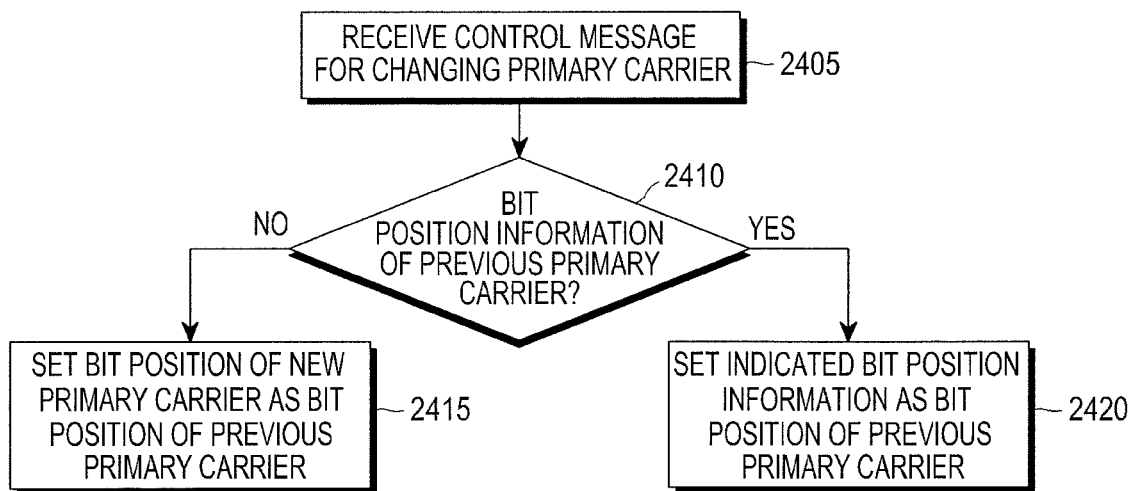 RECEIVE CONTROL MESSAGE
FOR CHANGING PRIMARY CARRIER
2405
2410
BIT
POSITION INFORMATION
OF PREVIOUS PRIMARY
CARRIER?
NO
YES
SET BIT POSITION OF NEW
PRIMARY CARRIER AS BIT
POSITION OF PREVIOUS
PRIMARY CARRIER
2415
SET INDICATED BIT POSITION
INFORMATION AS BIT
POSITION OF PREVIOUS
PRIMARY CARRIER
2420